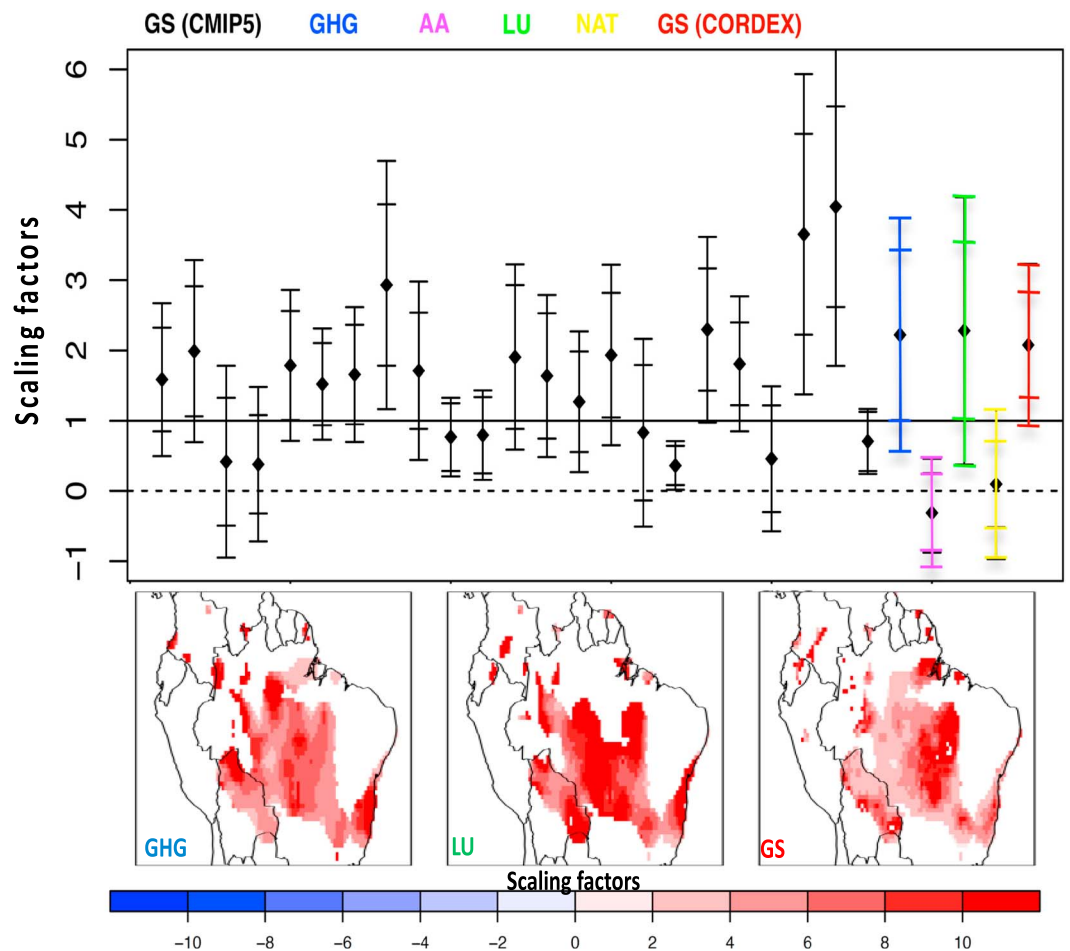 GS (CMIP5) GHG AA LU NAT GS (CORDEX)
Scaling factors
6
5
4
3
2
1
0
−1
GHG LU GS
Scaling factors
−10 −8 −6 −4 −2 0 2 4 6 8 10